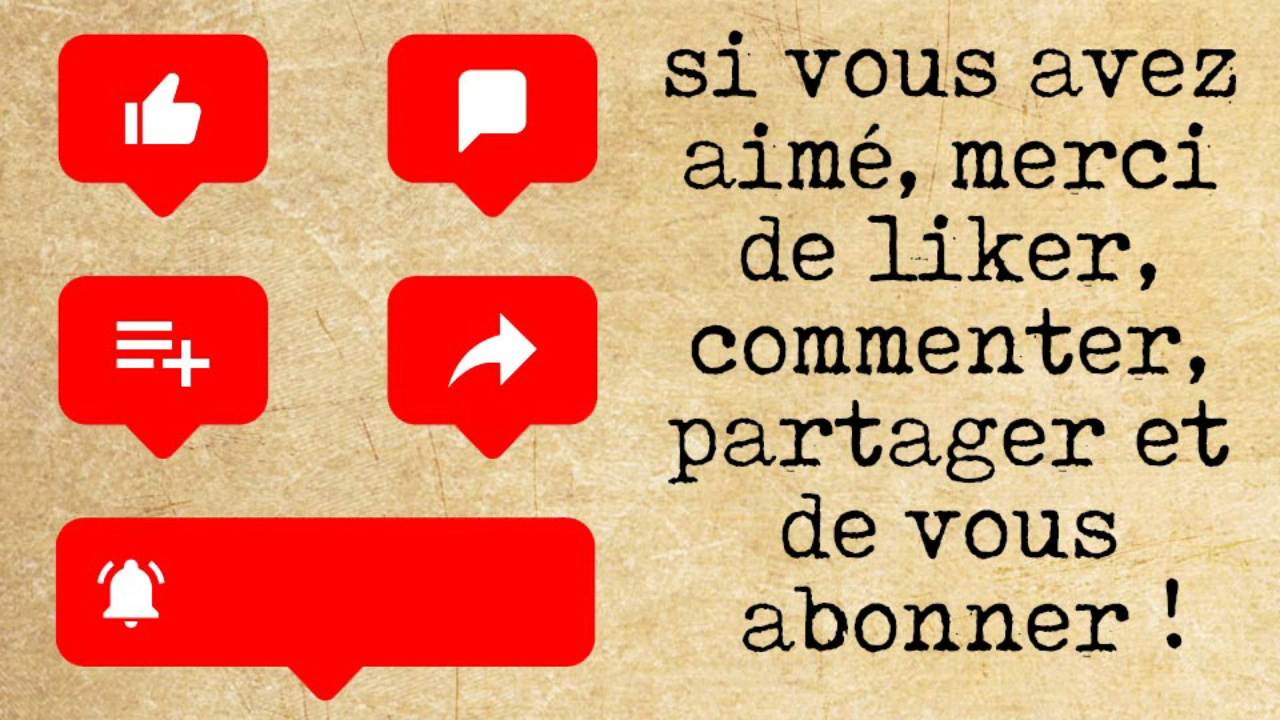 si vous avez
aimé, merci
de liker,
commenter,
partager et
de vous
abonner !